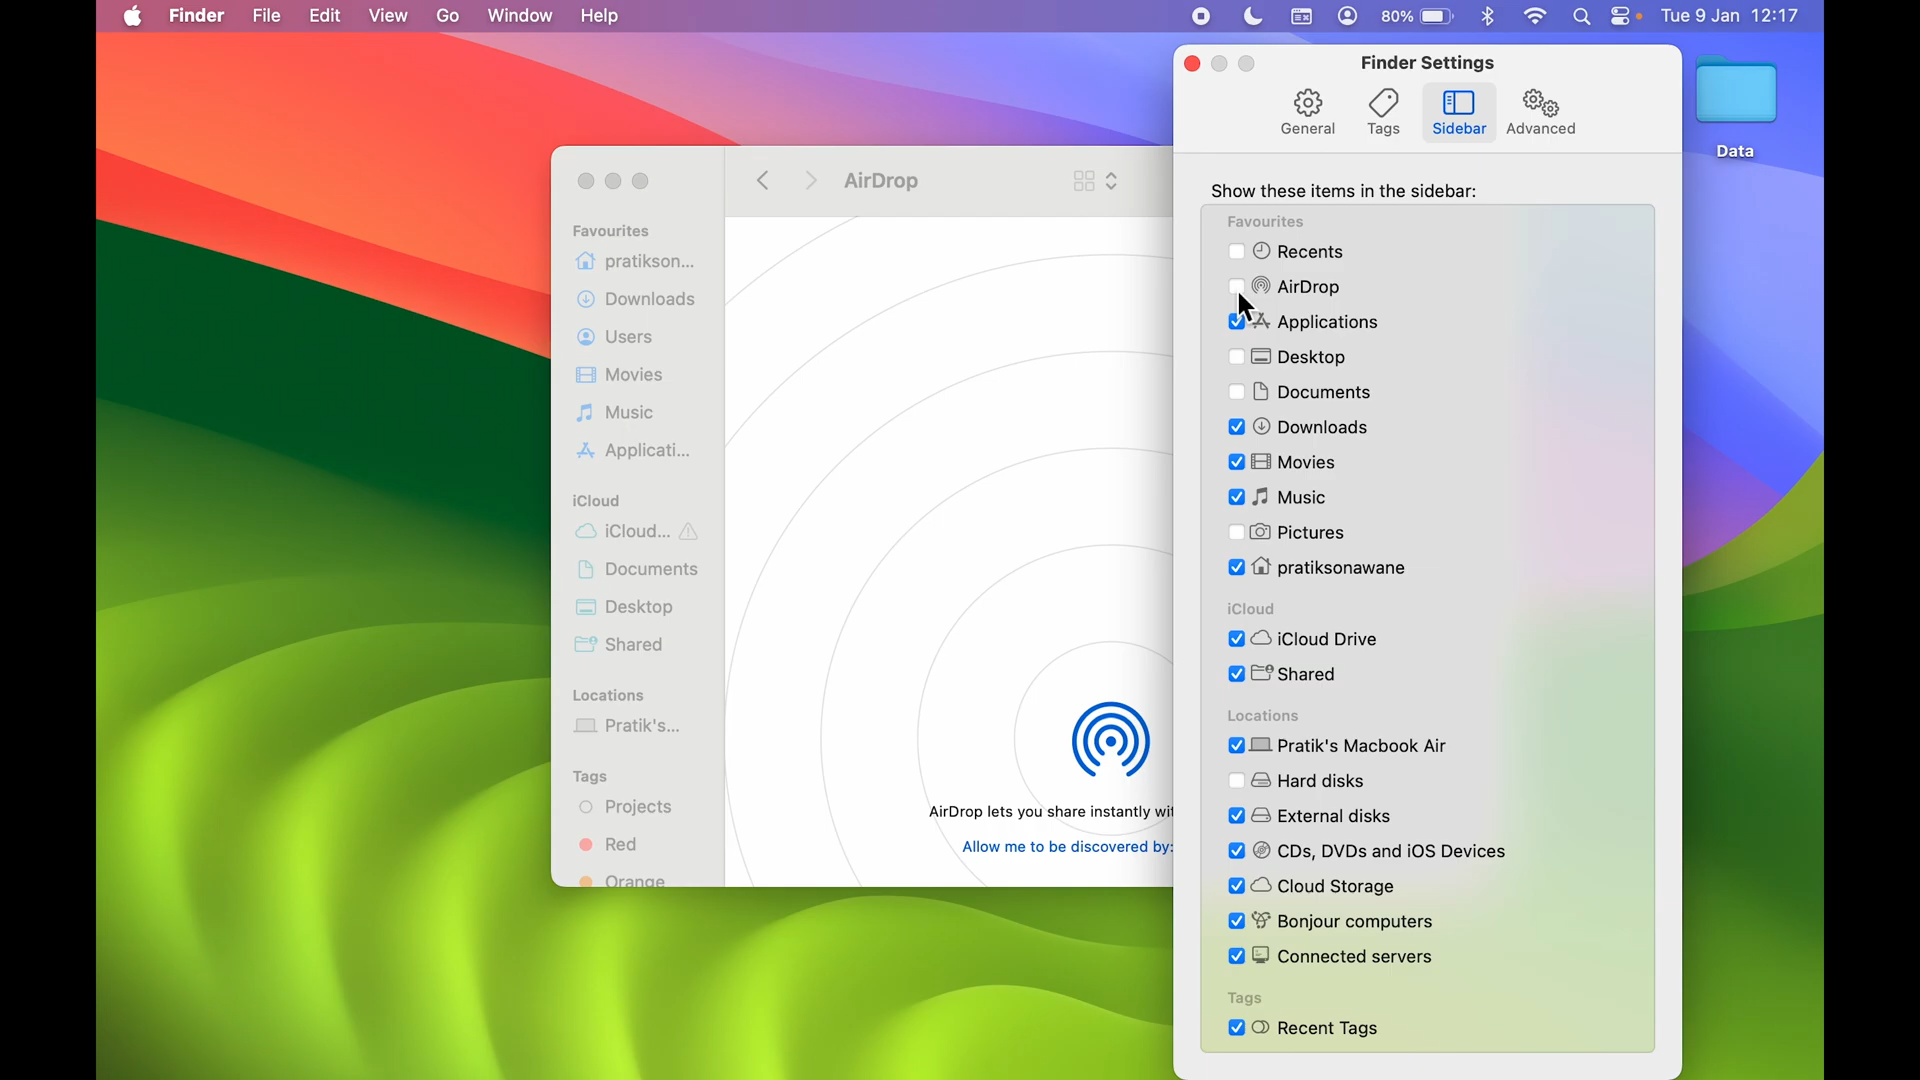 Finder File Edit View Go Window Help 80% Tue 9 Jan 12:17
Finder Settings
General Tags Sidebar Advanced
Data
AirDrop
Favourites
pratikson...
Downloads
Users
Movies
Music
Applicati...
iCloud
iCloud...
Documents
Desktop
Shared
Locations
Pratik's...
Tags
Projects
Red
Orange
AirDrop lets you share instantly
Allow me to be discovered by:
Show these items in the sidebar:
Favourites
Recents
AirDrop
Applications
Desktop
Documents
Downloads
Movies
Music
Pictures
pratiksonawane
iCloud
iCloud Drive
Shared
Locations
Pratik's Macbook Air
Hard disks
External disks
CDs, DVDs and iOS Devices
Cloud Storage
Bonjour computers
Connected servers
Tags
Recent Tags